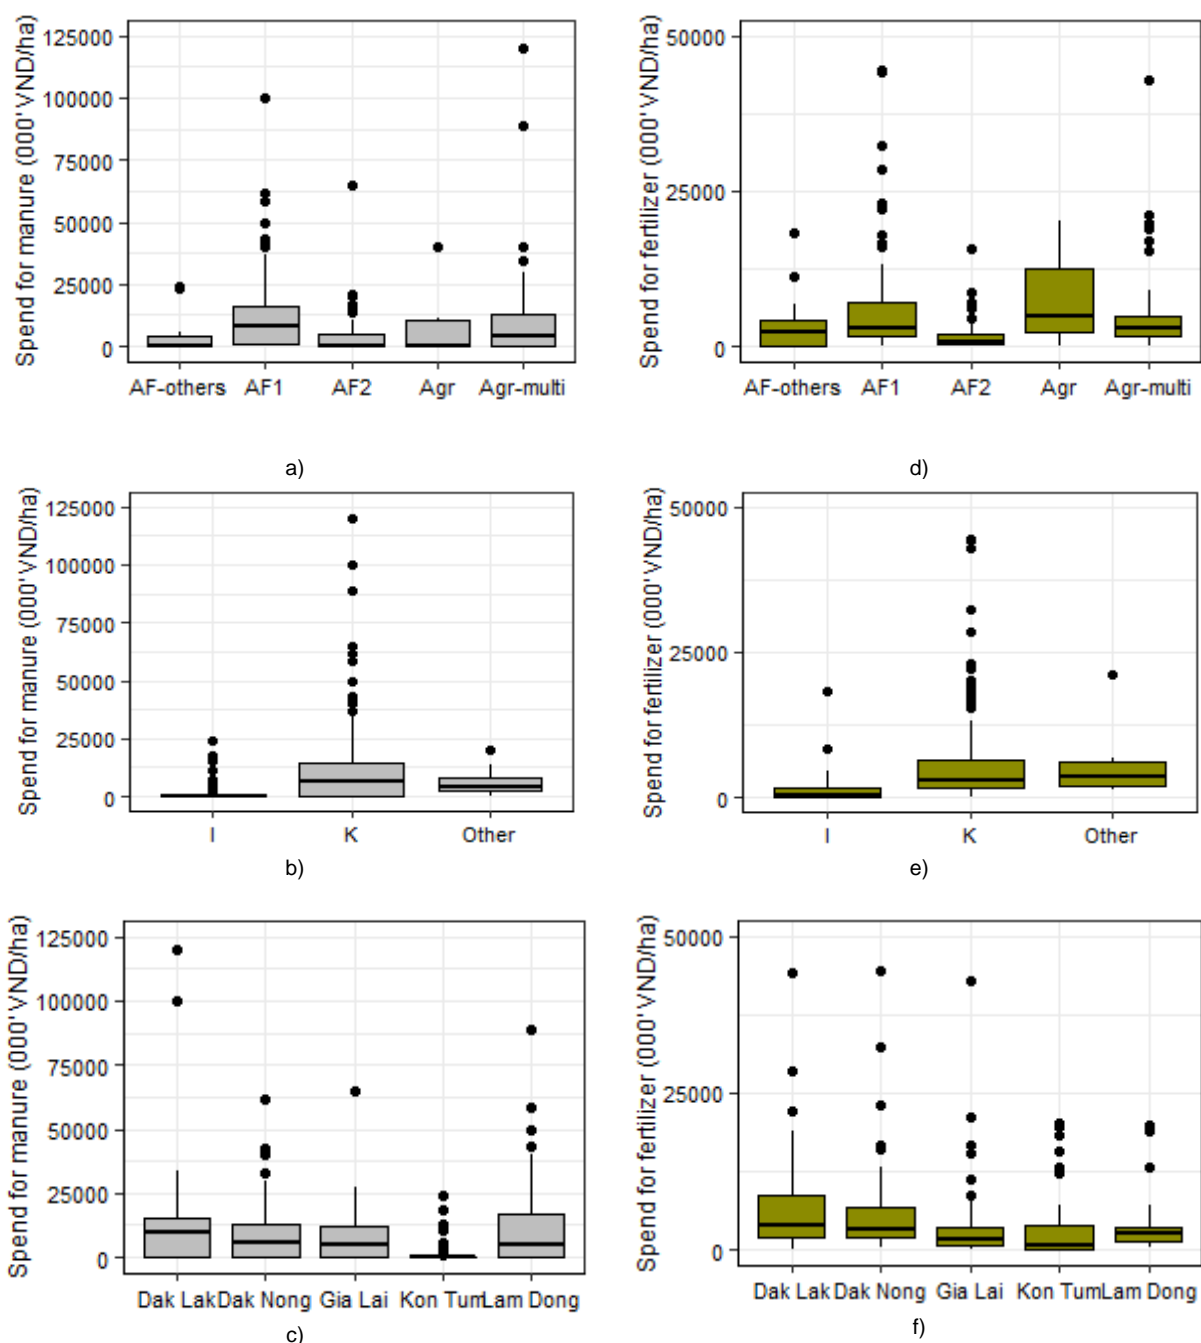 Spend for manure (000' VND/ha)
125000
100000
75000
50000
25000
0
AF-others AF1 AF2 Agr Agr-multi
a)
Spend for fertilizer (000' VND/ha)
50000
25000
0
AF-others AF1 AF2 Agr Agr-multi
d)
Spend for manure (000' VND/ha)
125000
100000
75000
50000
25000
0
I K Other
b)
Spend for fertilizer (000' VND/ha)
50000
25000
0
I K Other
e)
Spend for manure (000' VND/ha)
125000
100000
75000
50000
25000
0
Dak Lak Dak Nong Gia Lai Kon Tum Lam Dong
c)
Spend for fertilizer (000' VND/ha)
50000
25000
0
Dak Lak Dak Nong Gia Lai Kon Tum Lam Dong
f)